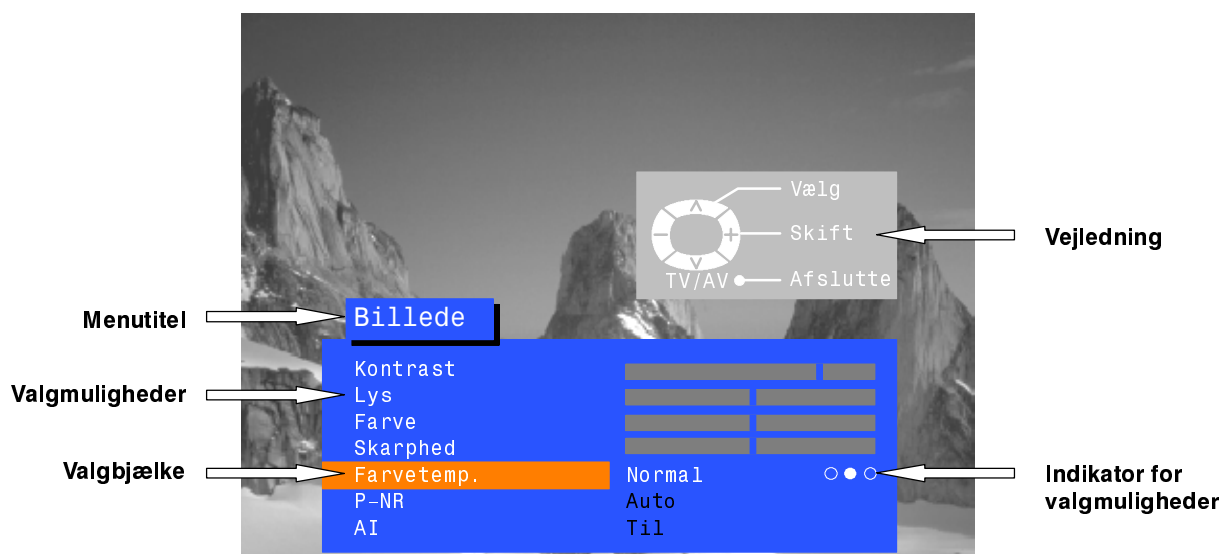 Vælg
Skift
TV/AV Afslutte
Vejledning
Menutitel
Billede
Kontrast
Valgmuligheder
Lys
Farve
Skarphed
Valgbjælke
Farvetemp. Normal
Indikator for
valgmuligheder
P-NR Auto
AI Til